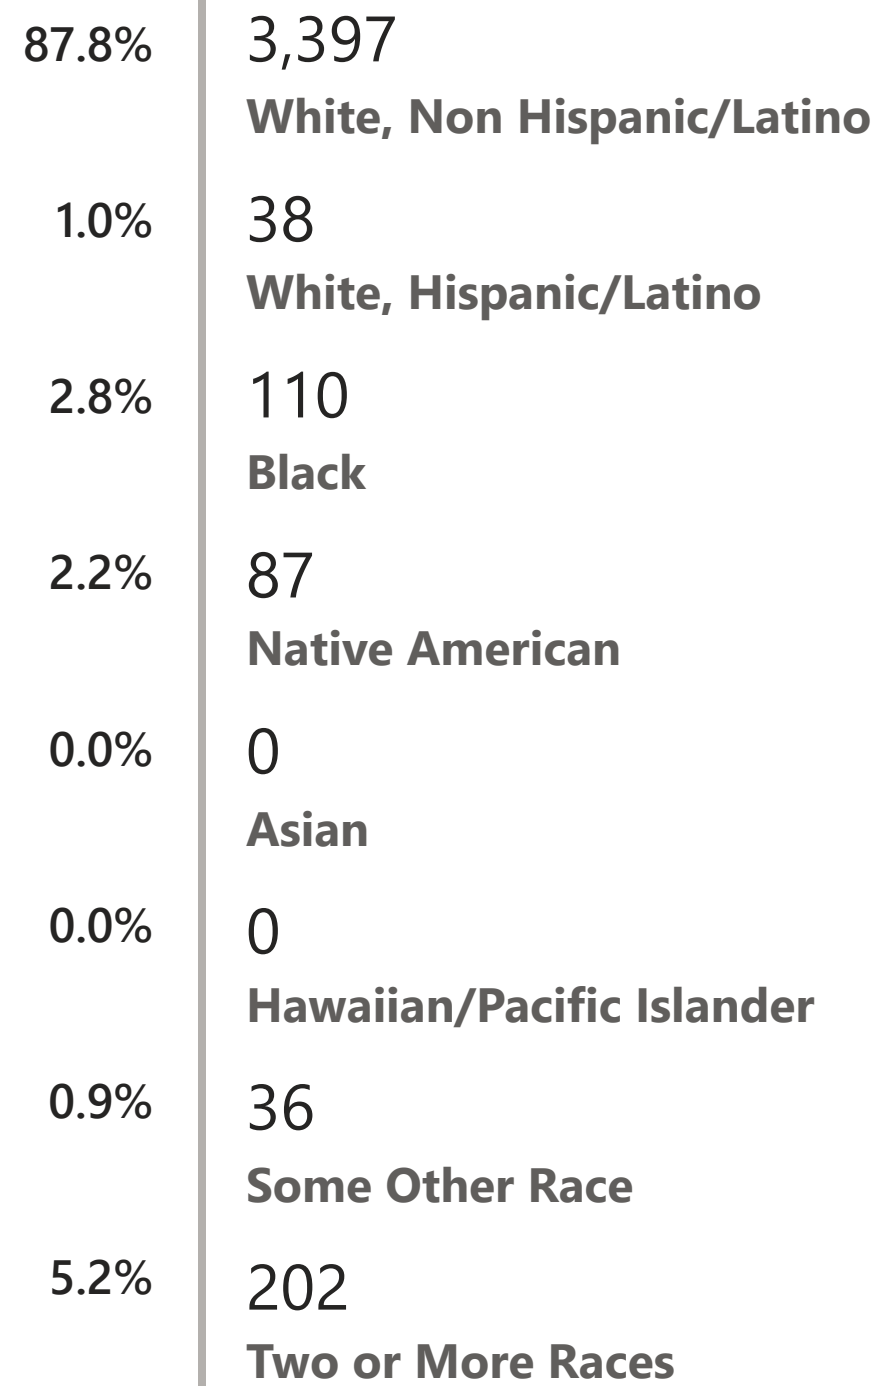 87.8% 3,397
White, Non Hispanic/Latino
1.0% 38
White, Hispanic/Latino
2.8% 110
Black
2.2% 87
Native American
0.0% 0
Asian
0.0% 0
Hawaiian/Pacific Islander
0.9% 36
Some Other Race
5.2% 202
Two or More Races